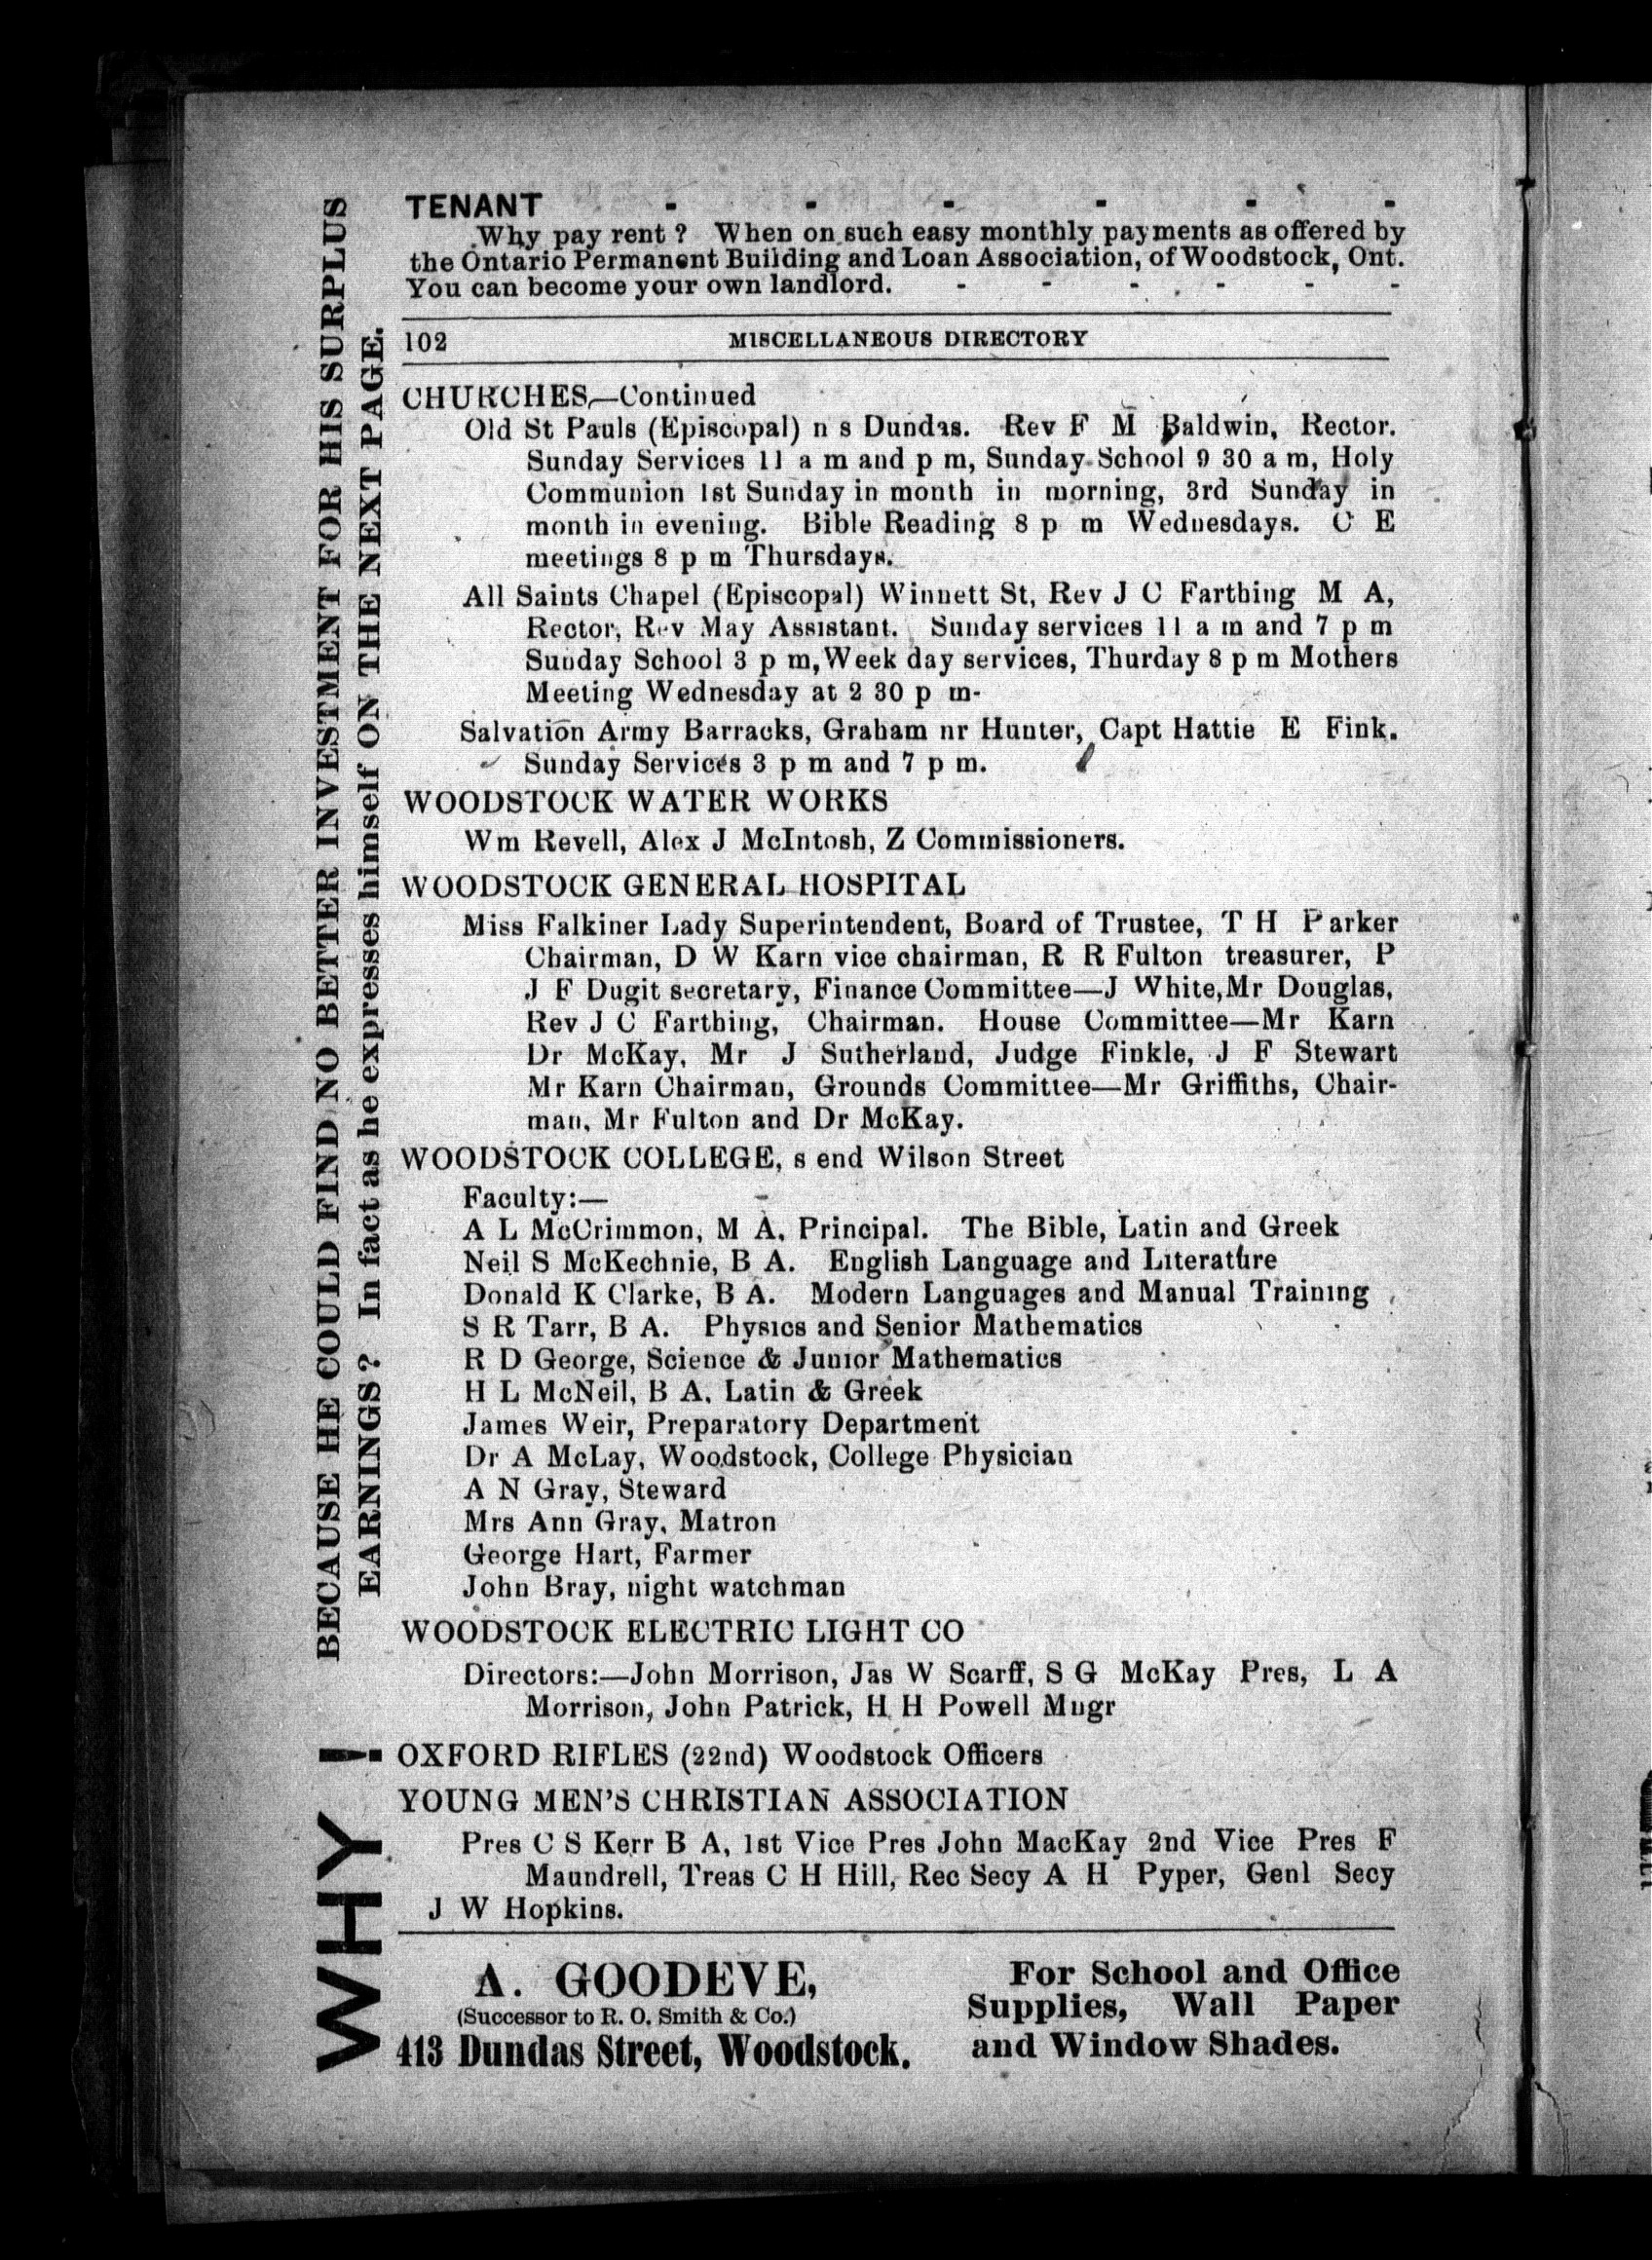 TENANT - - - - - -
Why pay rent ? When on such easy monthly payments as offered by
the Ontario Permanent Building and Loan Association, of Woodstock, Ont.
You can become your own landlord. - - - - - -
102 MISCELLANEOUS DIRECTORY
CHURCHES,—Continued
Old St Pauls (Episcopal) n s Dundas. Rev F M Baldwin, Rector.
Sunday Services 11 a m and p m, Sunday School 9 30 a m, Holy
Communion 1st Sunday in month in morning, 3rd Sunday in
month in evening. Bible Reading 8 p m Wednesdays. C E
meetings 8 p m Thursdays.
All Saints Chapel (Episcopal) Winnett St, Rev J C Farthing M A,
Rector, Rev May Assistant. Sunday services 11 a m and 7 p m
Sunday School 3 p m, Week day services, Thurday 8 p m Mothers
Meeting Wednesday at 2 30 p m-
Salvation Army Barracks, Graham nr Hunter, Capt Hattie E Fink.
Sunday Services 3 p m and 7 p m.
WOODSTOCK WATER WORKS
Wm Revell, Alex J McIntosh, Z Commissioners.
WOODSTOCK GENERAL HOSPITAL
Miss Falkiner Lady Superintendent, Board of Trustee, T H Parker
Chairman, D W Karn vice chairman, R R Fulton treasurer, P
J F Dugit secretary, Finance Committee—J White, Mr Douglas,
Rev J C Farthing, Chairman. House Committee—Mr Karn
Dr McKay, Mr J Sutherland, Judge Finkle, J F Stewart
Mr Karn Chairman, Grounds Committee—Mr Griffiths, Chair-
man, Mr Fulton and Dr McKay.
WOODSTOCK COLLEGE, s end Wilson Street
Faculty:—
A L McCrimmon, M A, Principal. The Bible, Latin and Greek
Neil S McKechnie, B A. English Language and Literature
Donald K Clarke, B A. Modern Languages and Manual Training
S R Tarr, B A. Physics and Senior Mathematics
R D George, Science & Junior Mathematics
H L McNeil, B A, Latin & Greek
James Weir, Preparatory Department
Dr A McLay, Woodstock, College Physician
A N Gray, Steward
Mrs Ann Gray, Matron
George Hart, Farmer
John Bray, night watchman
WOODSTOCK ELECTRIC LIGHT CO
Directors:—John Morrison, Jas W Scarff, S G McKay Pres, L A
Morrison, John Patrick, H H Powell Mngr
OXFORD RIFLES (22nd) Woodstock Officers
YOUNG MEN'S CHRISTIAN ASSOCIATION
Pres C S Kerr B A, 1st Vice Pres John MacKay 2nd Vice Pres F
Maundrell, Treas C H Hill, Rec Secy A H Pyper, Genl Secy
J W Hopkins.
A. GOODEVE,
(Successor to R. O. Smith & Co.)
413 Dundas Street, Woodstock.
For School and Office
Supplies, Wall Paper
and Window Shades.
WHY !
BECAUSE HE COULD FIND NO BETTER INVESTMENT FOR HIS SURPLUS
EARNINGS? In fact as he expresses himself ON THE NEXT PAGE.